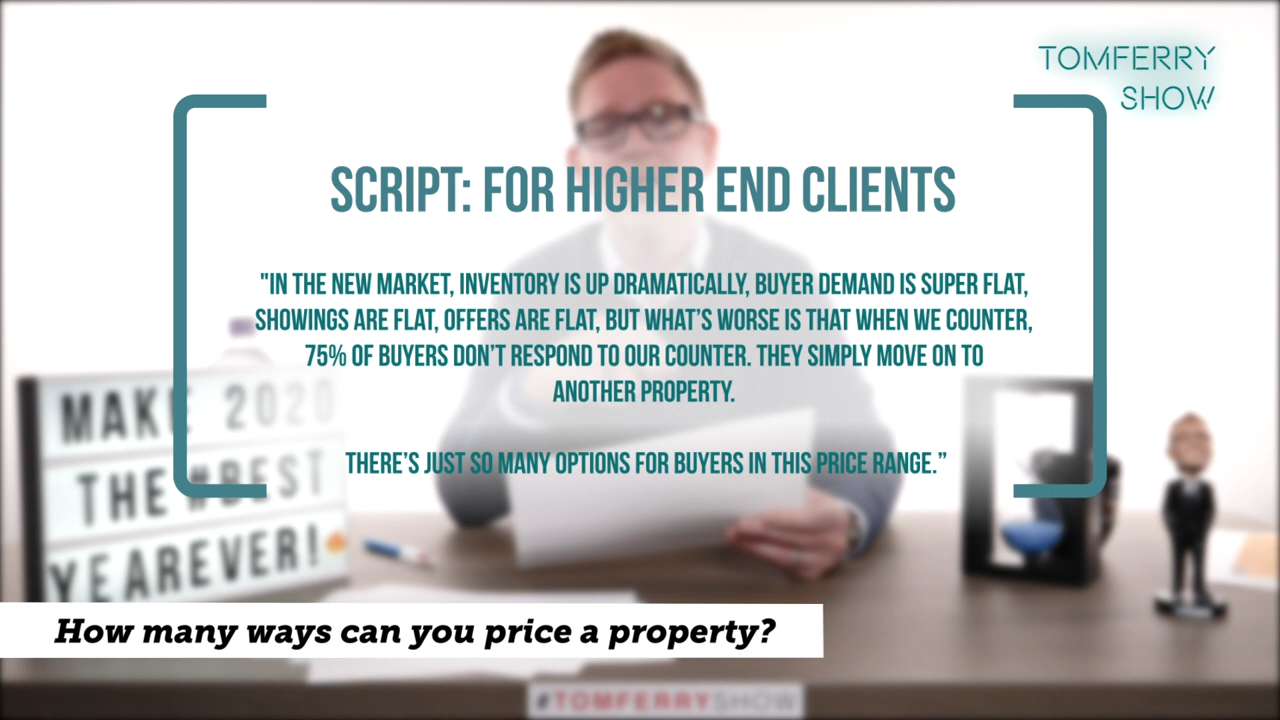 TOMFERRY
SHOW
SCRIPT: FOR HIGHER END CLIENTS
"IN THE NEW MARKET, INVENTORY IS UP DRAMATICALLY, BUYER DEMAND IS SUPER FLAT,
SHOWINGS ARE FLAT, OFFERS ARE FLAT, BUT WHAT'S WORSE IS THAT WHEN WE COUNTER,
75% OF BUYERS DON'T RESPOND TO OUR COUNTER. THEY SIMPLY MOVE ON TO
ANOTHER PROPERTY.
THERE'S JUST SO MANY OPTIONS FOR BUYERS IN THIS PRICE RANGE."
MAKE 2020
THE #BEST
YEAREVER!
How many ways can you price a property?
#TOMFERRYSHOW